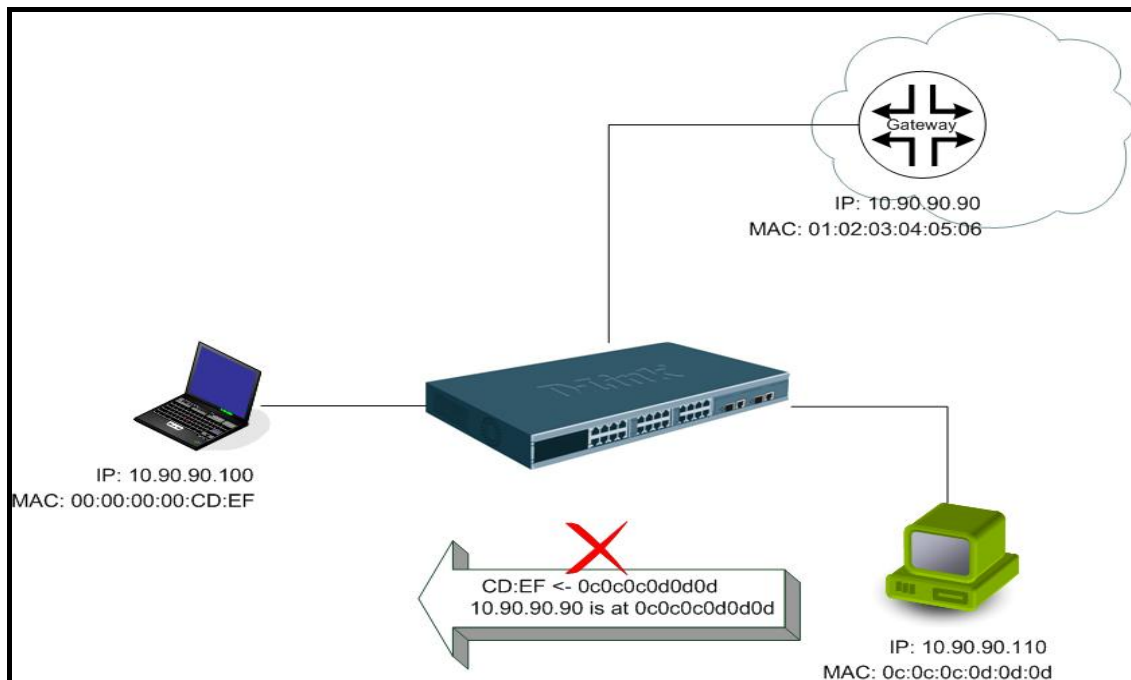 Gateway
IP: 10.90.90.90
MAC: 01:02:03:04:05:06
D-Link
IP: 10.90.90.100
MAC: 00:00:00:00:CD:EF
CD:EF <- 0c0c0c0d0d0d
10.90.90.90 is at 0c0c0c0d0d0d
IP: 10.90.90.110
MAC: 0c:0c:0c:0d:0d:0d